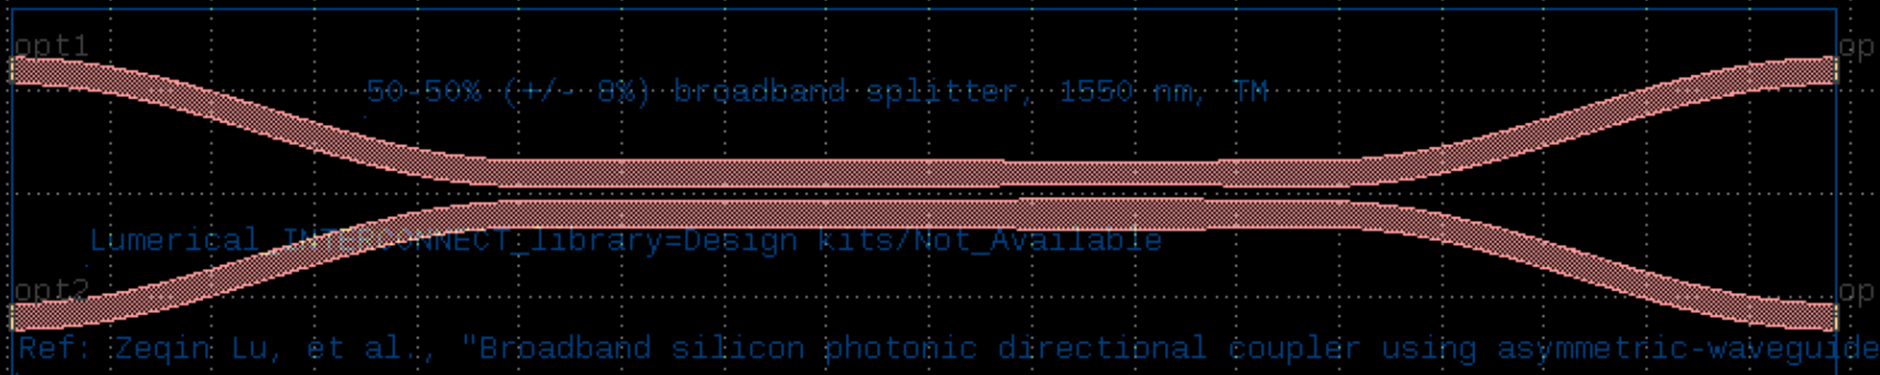 opt1
op
50-50% (+/- 8%) broadband splitter, 1550 nm, TM
Lumerical_INTERCONNECT_library=Design kits/Not_Available
opt2
op
Ref: Zeqin Lu, et al., "Broadband silicon photonic directional coupler using asymmetric-waveguide